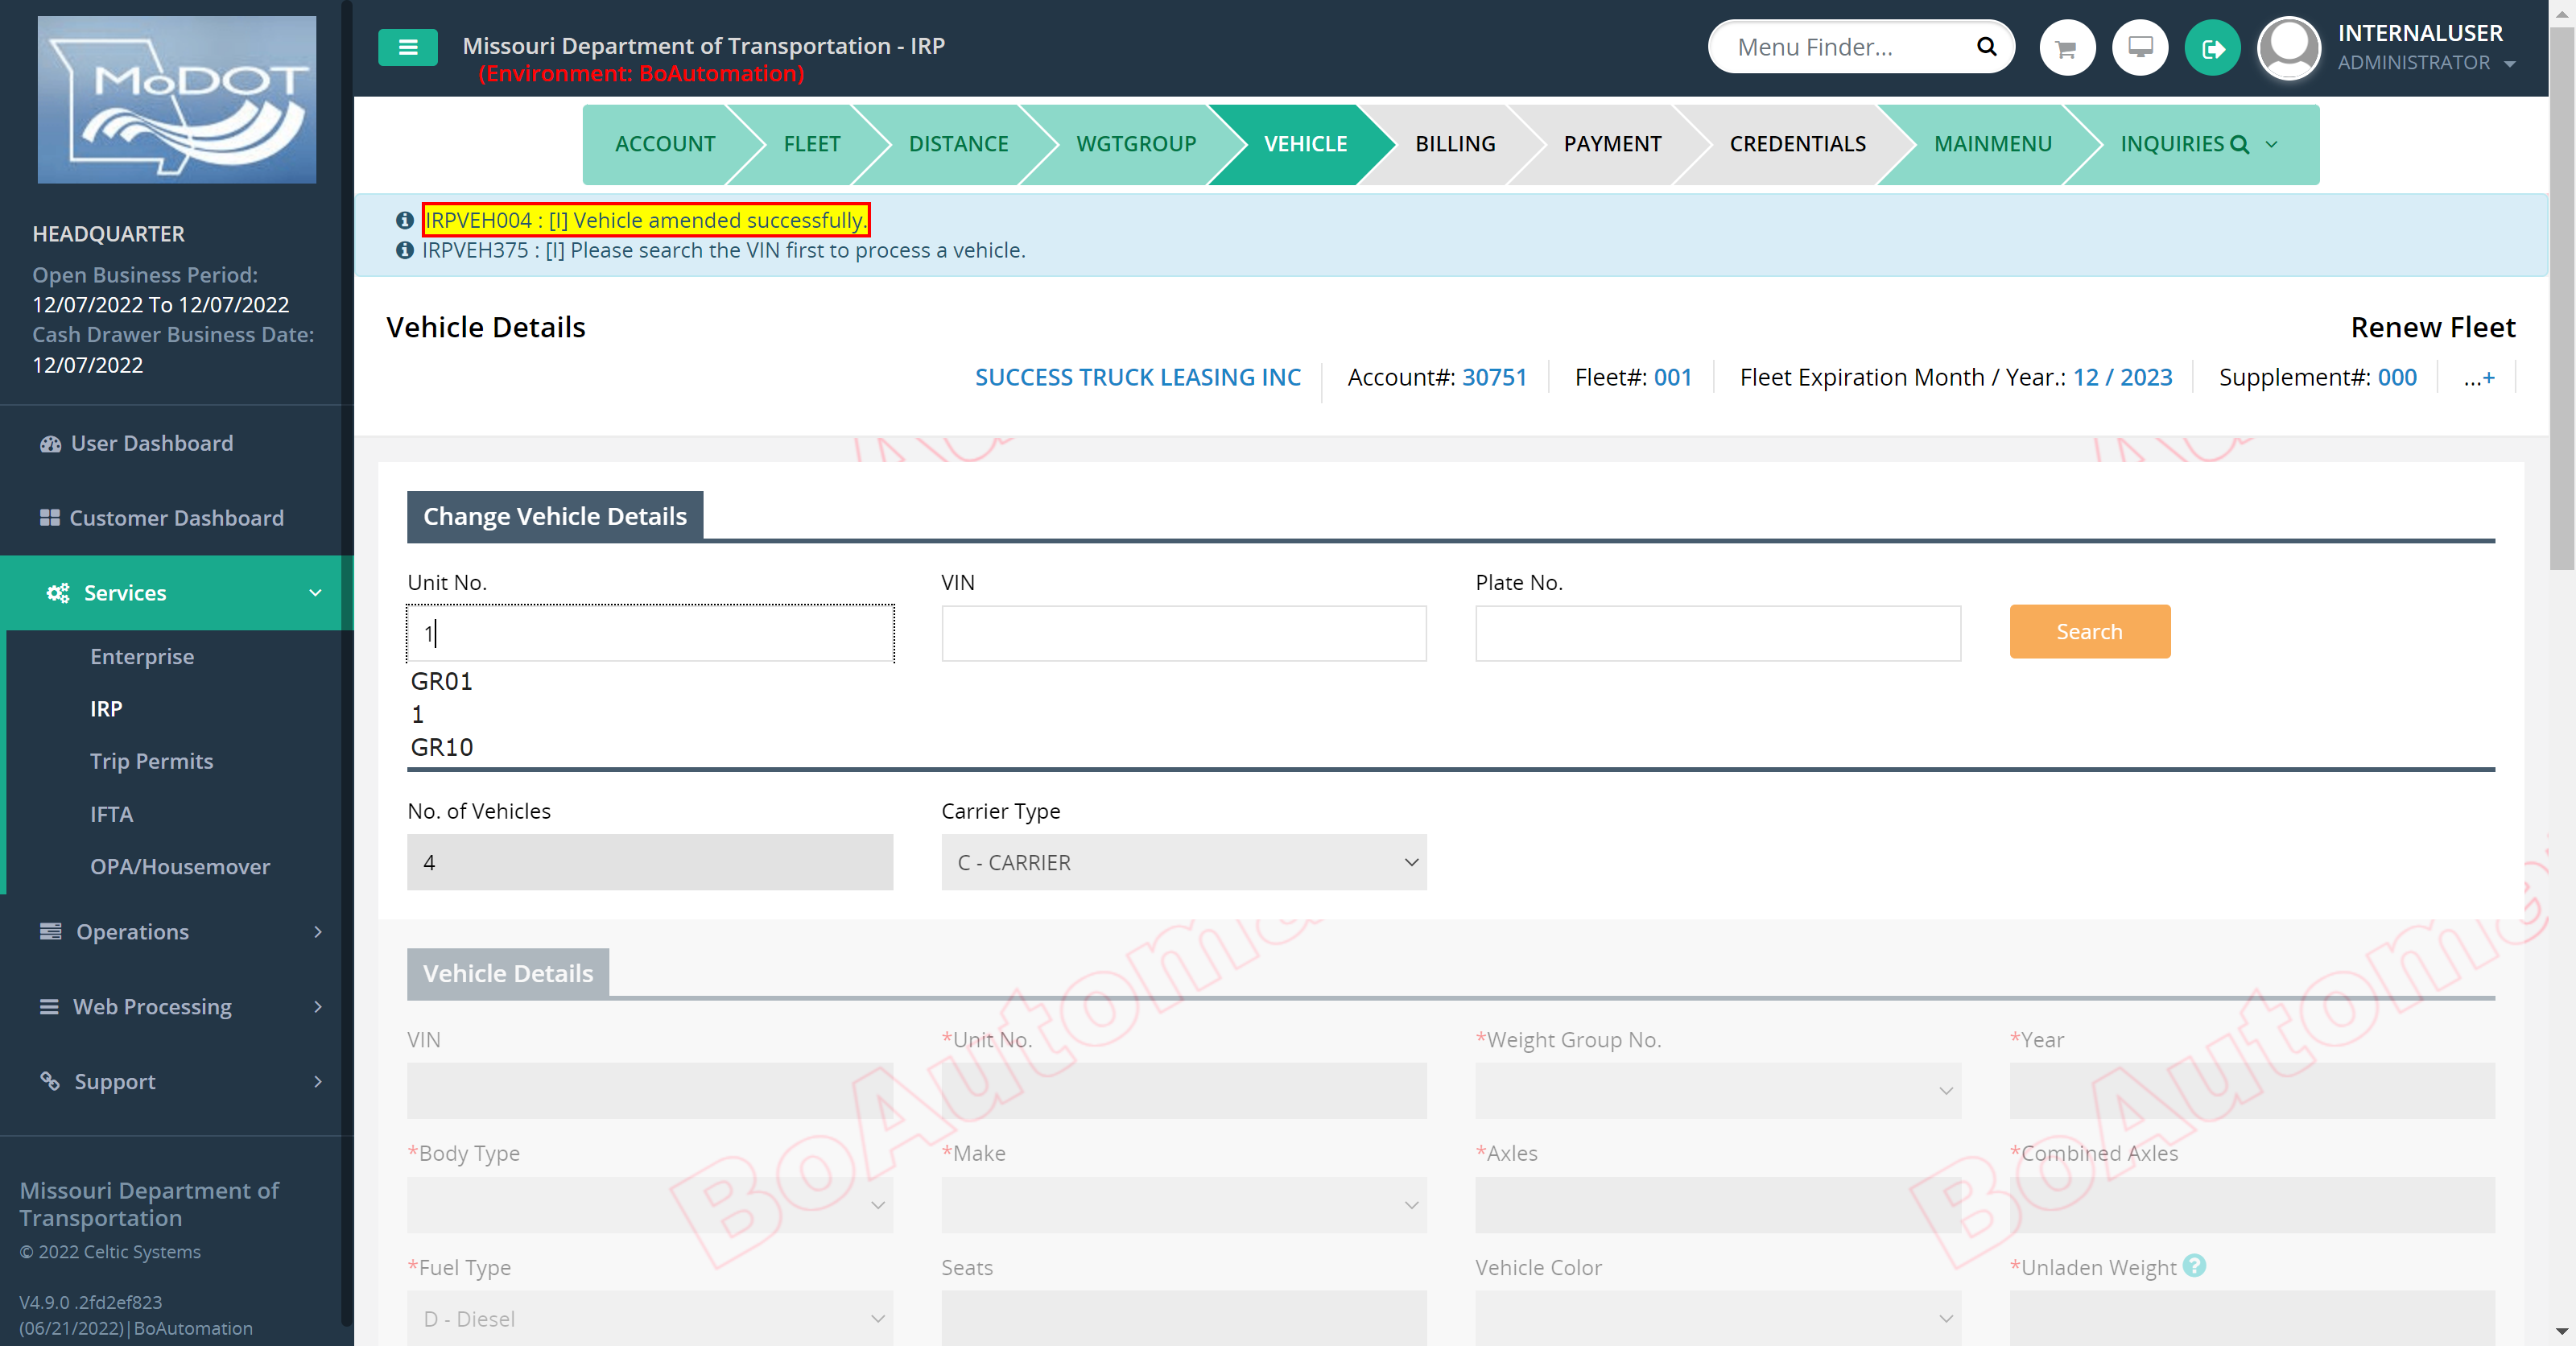 MoDOT
Missouri Department of Transportation - IRP
(Environment: BoAutomation)
Menu Finder...
INTERNALUSER
ADMINISTRATOR
ACCOUNT
FLEET
DISTANCE
WGTGROUP
VEHICLE
BILLING
PAYMENT
CREDENTIALS
MAINMENU
INQUIRIES
HEADQUARTER
Open Business Period:
12/07/2022 To 12/07/2022
Cash Drawer Business Date:
12/07/2022
User Dashboard
Customer Dashboard
Services
Enterprise
IRP
Trip Permits
IFTA
OPA/Housemover
Operations
Web Processing
Support
Missouri Department of
Transportation
© 2022 Celtic Systems
V4.9.0 .2fd2ef823
(06/21/2022)|BoAutomation
IRPVEH004 : [I] Vehicle amended successfully.
IRPVEH375 : [I] Please search the VIN first to process a vehicle.
Vehicle Details
Renew Fleet
SUCCESS TRUCK LEASING INC
Account#: 30751
Fleet#: 001
Fleet Expiration Month / Year.: 12 / 2023
Supplement#: 000
...+
Change Vehicle Details
Unit No.
VIN
Plate No.
1
Search
GR01
1
GR10
No. of Vehicles
Carrier Type
4
C - CARRIER
Vehicle Details
VIN
*Unit No.
*Weight Group No.
*Year
*Body Type
*Make
*Axles
*Combined Axles
*Fuel Type
Seats
Vehicle Color
*Unladen Weight ?
D - Diesel